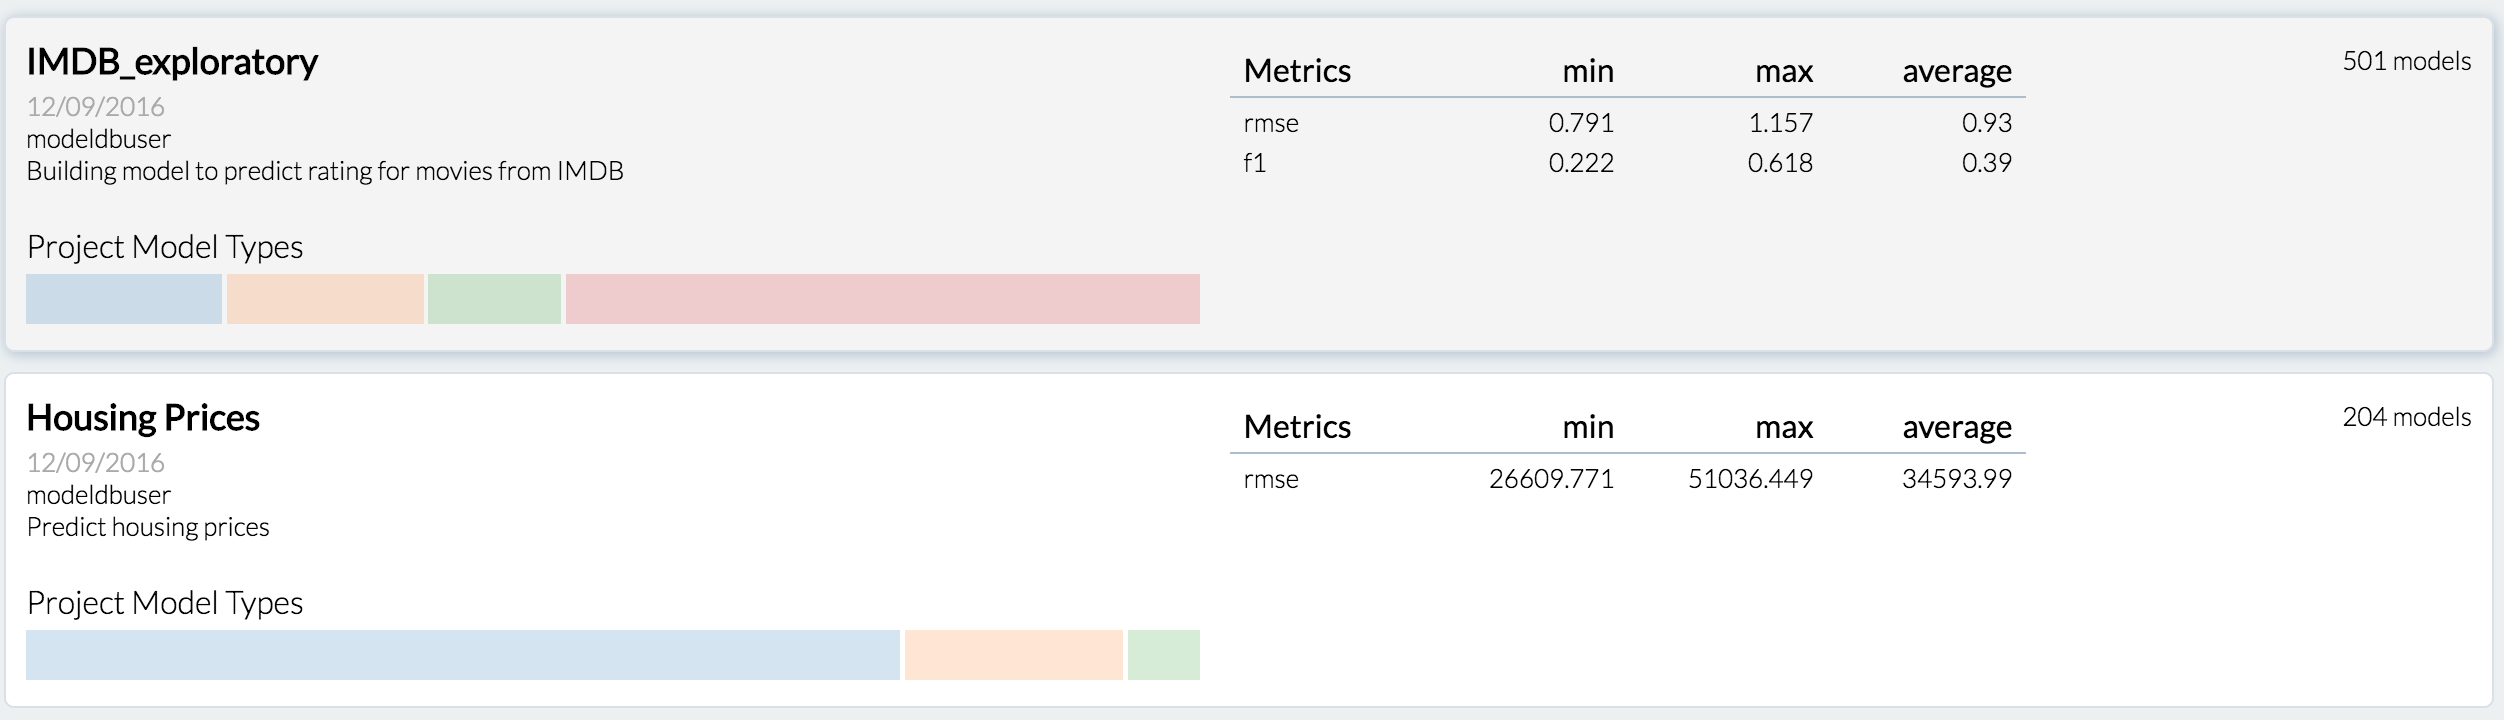 IMDB_exploratory
12/09/2016
modeldbuser
Building model to predict rating for movies from IMDB
Project Model Types
Metrics min max average
rmse 0.791 1.157 0.93
f1 0.222 0.618 0.39
501 models
Housing Prices
12/09/2016
modeldbuser
Predict housing prices
Project Model Types
Metrics min max average
rmse 26609.771 51036.449 34593.99
204 models